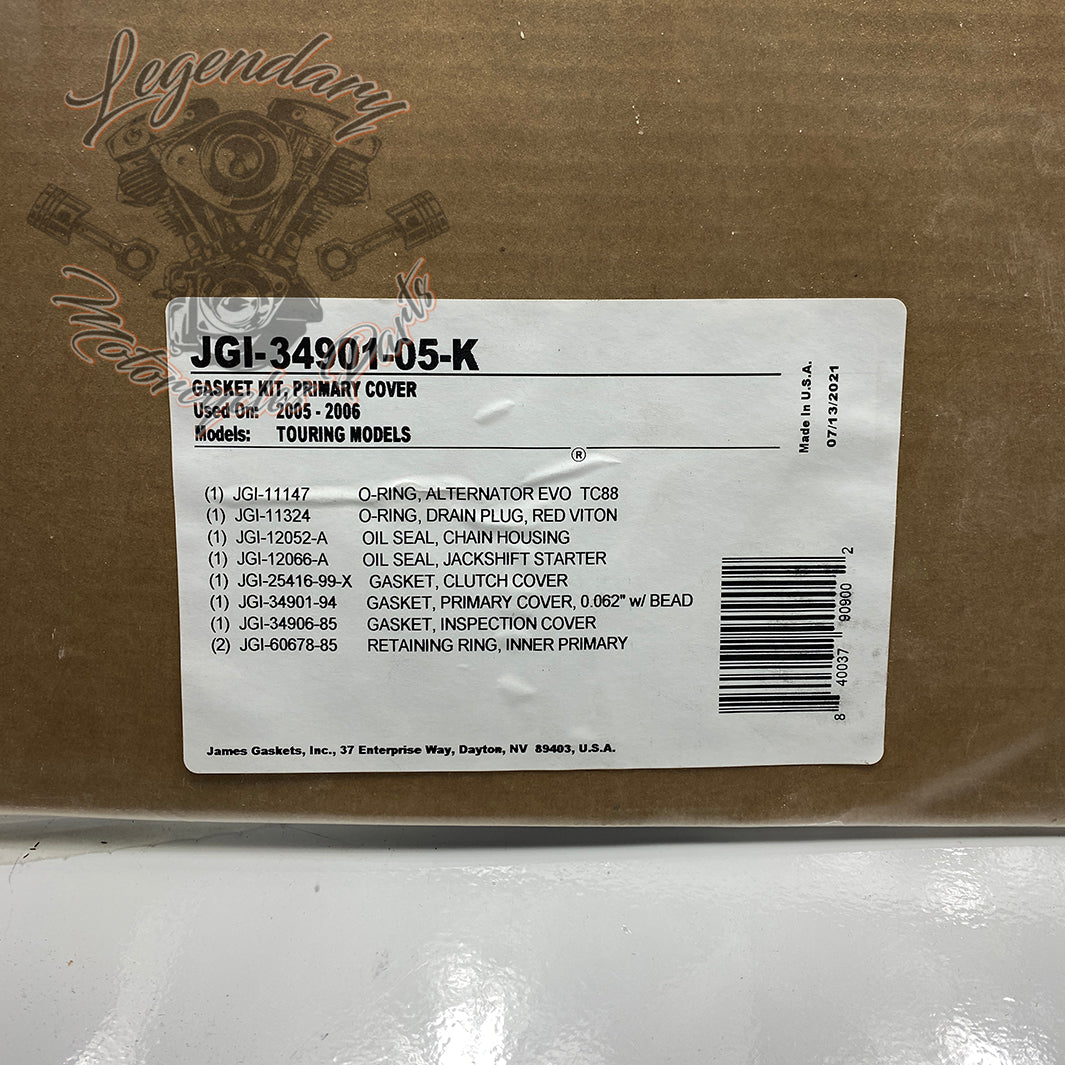 Legendary
Motorcycles Parts
JGI-34901-05-K
GASKET KIT, PRIMARY COVER
Used On: 2005 - 2006
Models: TOURING MODELS
Made In U.S.A.
07/13/2021
®
(1) JGI-11147 O-RING, ALTERNATOR EVO TC88
(1) JGI-11324 O-RING, DRAIN PLUG, RED VITON
(1) JGI-12052-A OIL SEAL, CHAIN HOUSING
(1) JGI-12066-A OIL SEAL, JACKSHIFT STARTER
(1) JGI-25416-99-X GASKET, CLUTCH COVER
(1) JGI-34901-94 GASKET, PRIMARY COVER, 0.062" w/ BEAD
(1) JGI-34906-85 GASKET, INSPECTION COVER
(2) JGI-60678-85 RETAINING RING, INNER PRIMARY
8 40037 90900 2
James Gaskets, Inc., 37 Enterprise Way, Dayton, NV 89403, U.S.A.